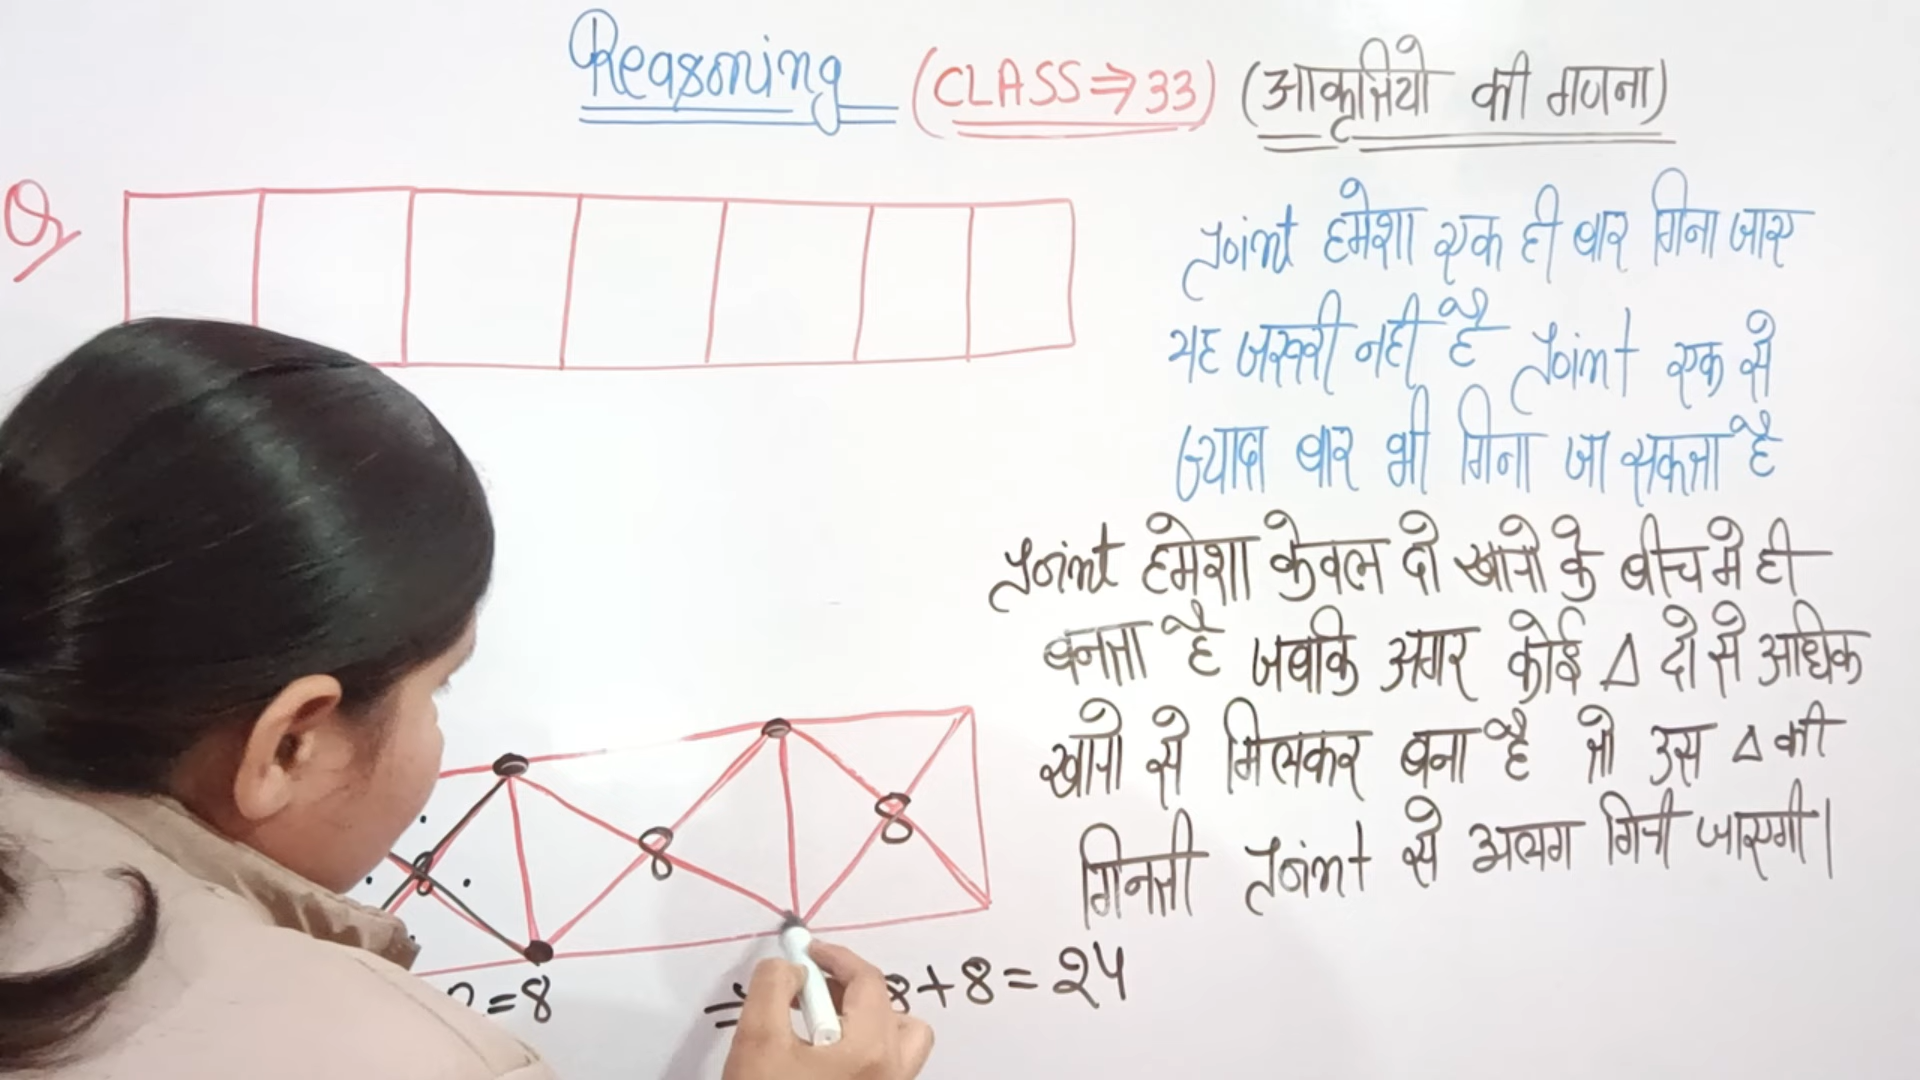 Reasoning (CLASS⇒33) (आकृतियो की गणना)
Q
Joint हमेशा एक ही बार गिना जाए
यह जरुरी नही है Joint एक से
ज्यादा बार भी गिना जा सकता है
Joint हमेशा केवल दो खानो के बीच मे ही
बनता है जबकि अगर कोई △ दो से अधिक
खानो से मिलकर बना है तो उस △ की
गिनती Joint से अलग गिनी जाएगी।
8 8 8
=8
8+8=24